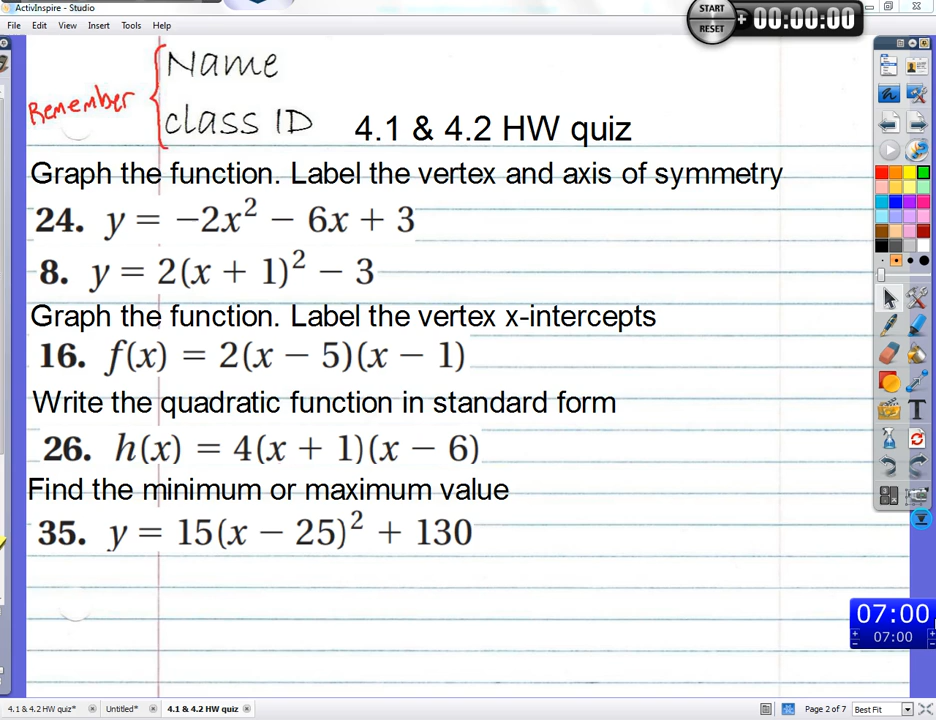 ActivInspire - Studio
File Edit View Insert Tools Help
START
RESET
00:00:00
Remember
Name
class ID
4.1 & 4.2 HW quiz
Graph the function. Label the vertex and axis of symmetry
24. y = −2x² − 6x + 3
8. y = 2(x + 1)² − 3
Graph the function. Label the vertex x-intercepts
16. f(x) = 2(x − 5)(x − 1)
Write the quadratic function in standard form
26. h(x) = 4(x + 1)(x − 6)
Find the minimum or maximum value
35. y = 15(x − 25)² + 130
07:00
07:00
4.1 & 4.2 HW quiz* Untitled* 4.1 & 4.2 HW quiz Page 2 of 7 Best Fit